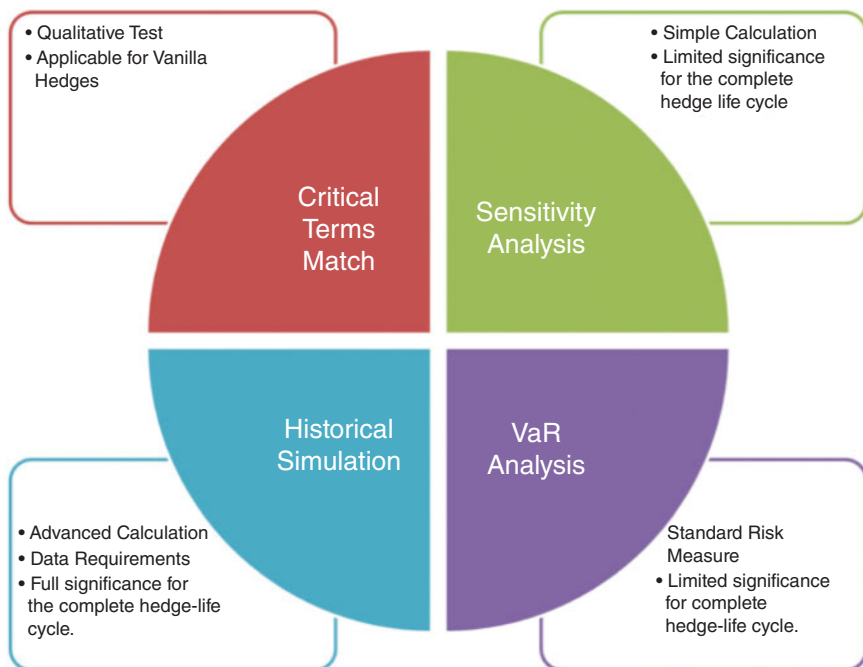 • Qualitative Test
• Applicable for Vanilla
Hedges
• Simple Calculation
• Limited significance
for the complete
hedge life cycle
Critical
Terms
Match
Sensitivity
Analysis
Historical
Simulation
VaR
Analysis
• Advanced Calculation
• Data Requirements
• Full significance for
the complete hedge-life
cycle.
Standard Risk
Measure
• Limited significance
for complete
hedge-life cycle.